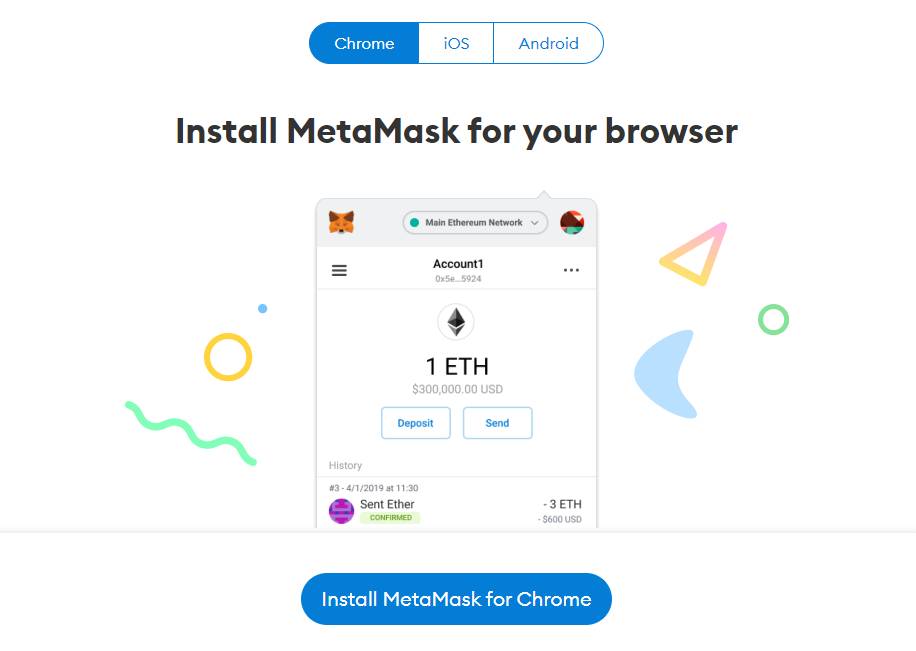 Chrome
iOS
Android
Install MetaMask for your browser
Main Ethereum Network
Account1
0x5e...5924
1 ETH
$300,000.00 USD
Deposit
Send
History
#3 - 4/1/2019 at 11:30
Sent Ether
- 3 ETH
CONFIRMED
- $600 USD
Install MetaMask for Chrome